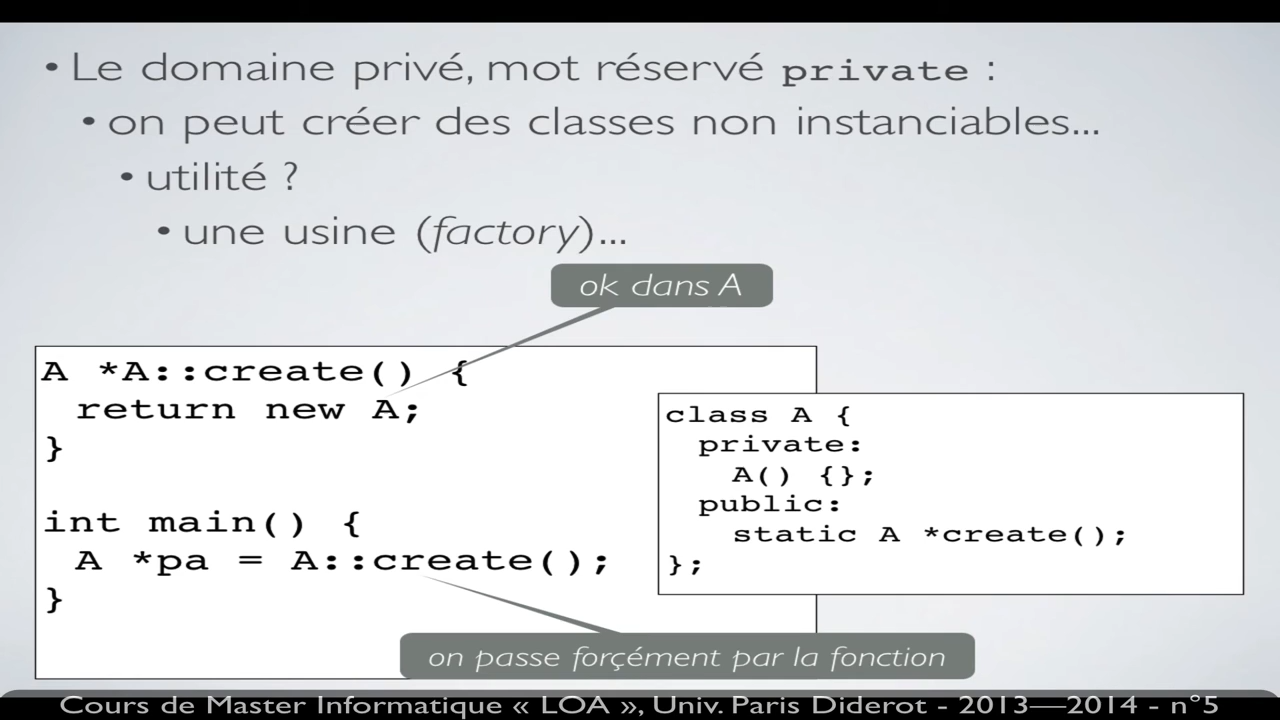 • Le domaine privé, mot réservé private :
• on peut créer des classes non instanciables...
• utilité ?
• une usine (factory)...
ok dans A
A *A::create() {
return new A;
}
int main() {
A *pa = A::create();
}
class A {
private:
A() {};
public:
static A *create();
};
on passe forçément par la fonction
Cours de Master Informatique « LOA », Univ. Paris Diderot - 2013—2014 - n°5